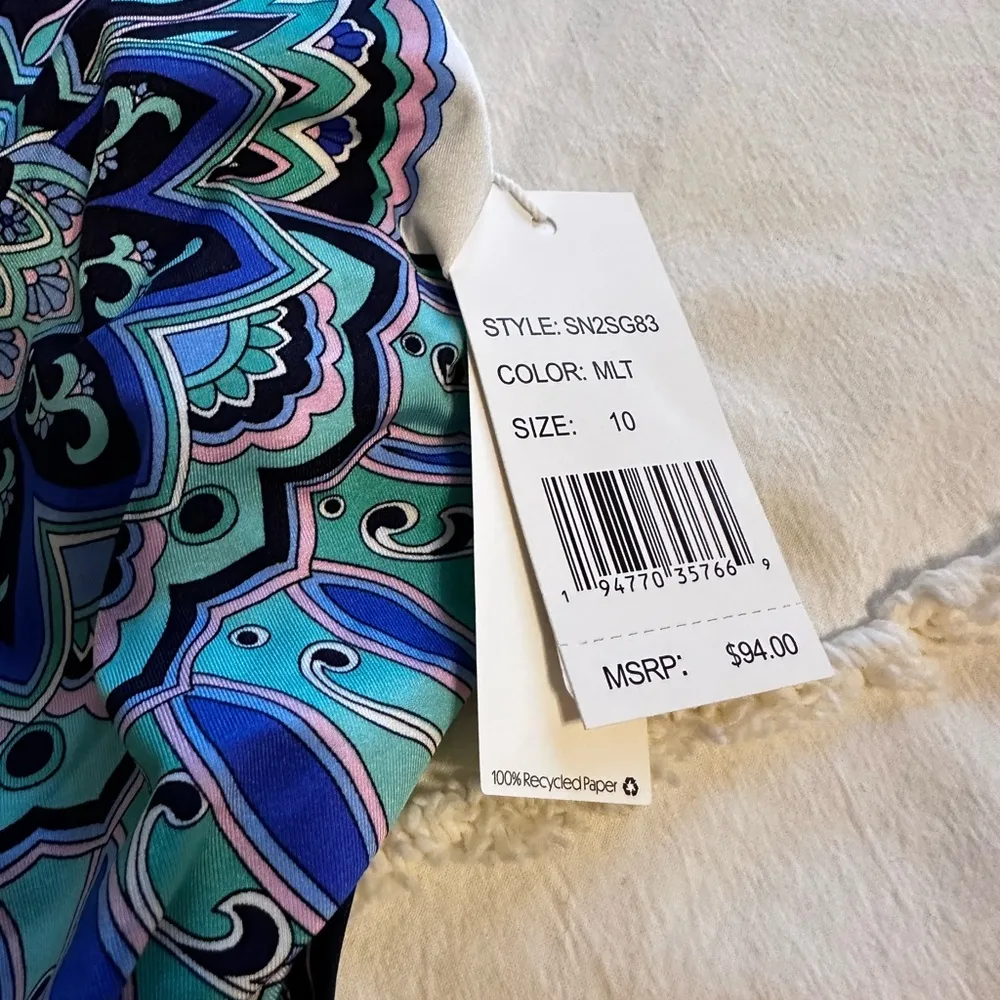 STYLE: SN2SG83
COLOR: MLT
SIZE: 10
1 94770 35766 9
MSRP: $94.00
100% Recycled Paper